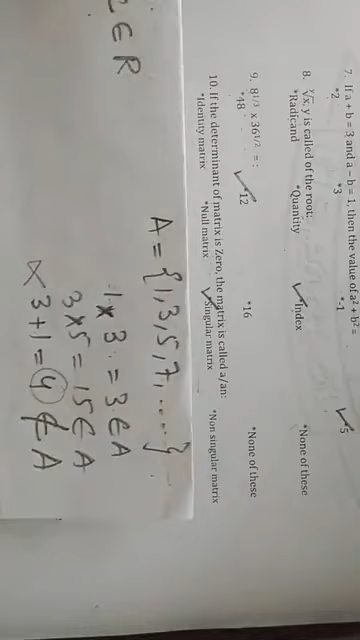 7. If a + b = 3 and a – b = 1, then the value of a² + b² =
*2 *3 *-1 *5
8. ʸ√x, y is called of the root:
*Radicand *Quantity *Index *None of these
9. 8^1/3 x 36^1/2 = :
*48 *12 *16 *None of these
10. If the determinant of matrix is Zero, the matrix is called a/an:
*Identity matrix *Null matrix *Singular matrix *Non singular matrix
2 ∈ R
A = {1, 3, 5, 7, ....}
1 × 3 = 3 ∈ A
3 × 5 = 15 ∈ A
3 + 1 = 4 ∉ A